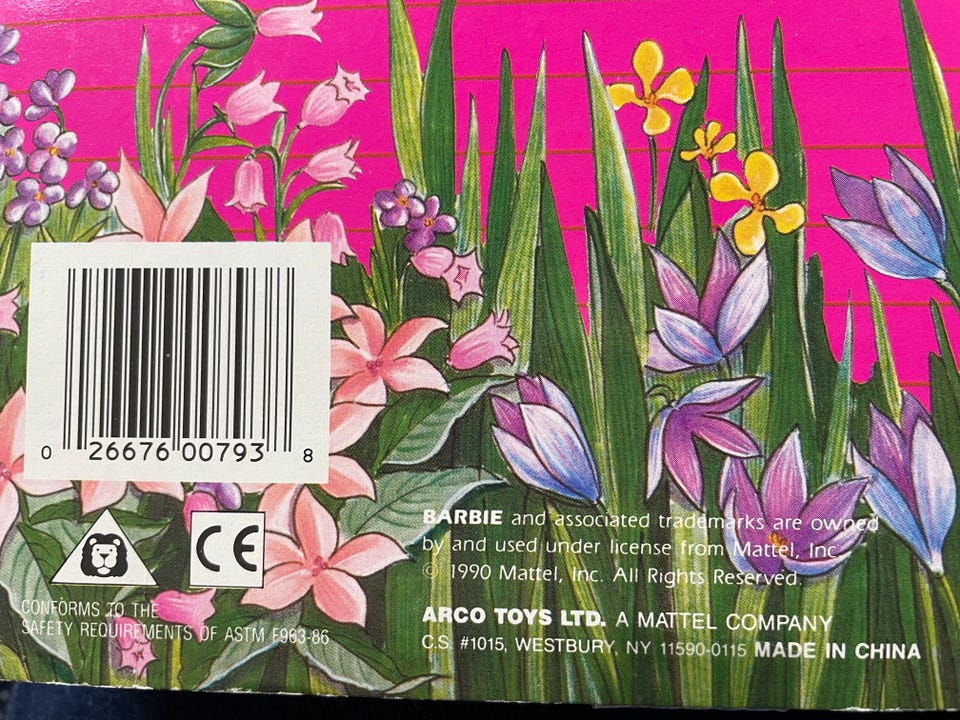 0 26676 00793 8
CE
CONFORMS TO THE
SAFETY REQUIREMENTS OF ASTM F963-86
BARBIE and associated trademarks are owned
by and used under license from Mattel, Inc.
© 1990 Mattel, Inc. All Rights Reserved.
ARCO TOYS LTD. A MATTEL COMPANY
C.S. #1015, WESTBURY, NY 11590-0115 MADE IN CHINA